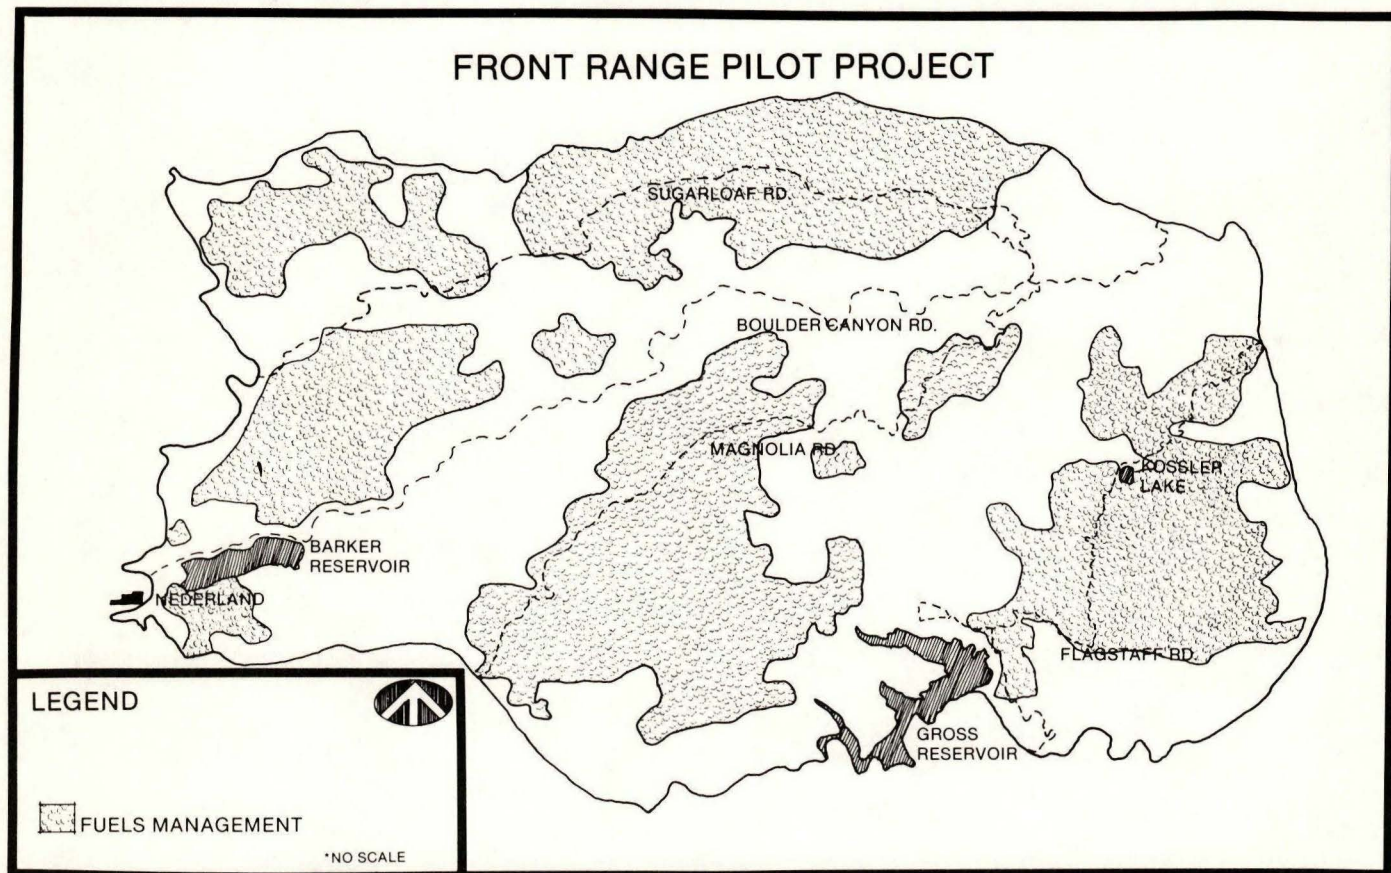 FRONT RANGE PILOT PROJECT
SUGARLOAF RD.
BOULDER CANYON RD.
MAGNOLIA RD.
KOSSLER
LAKE
BARKER
RESERVOIR
NEDERLAND
FLAGSTAFF RD.
GROSS
RESERVOIR
LEGEND
FUELS MANAGEMENT
*NO SCALE